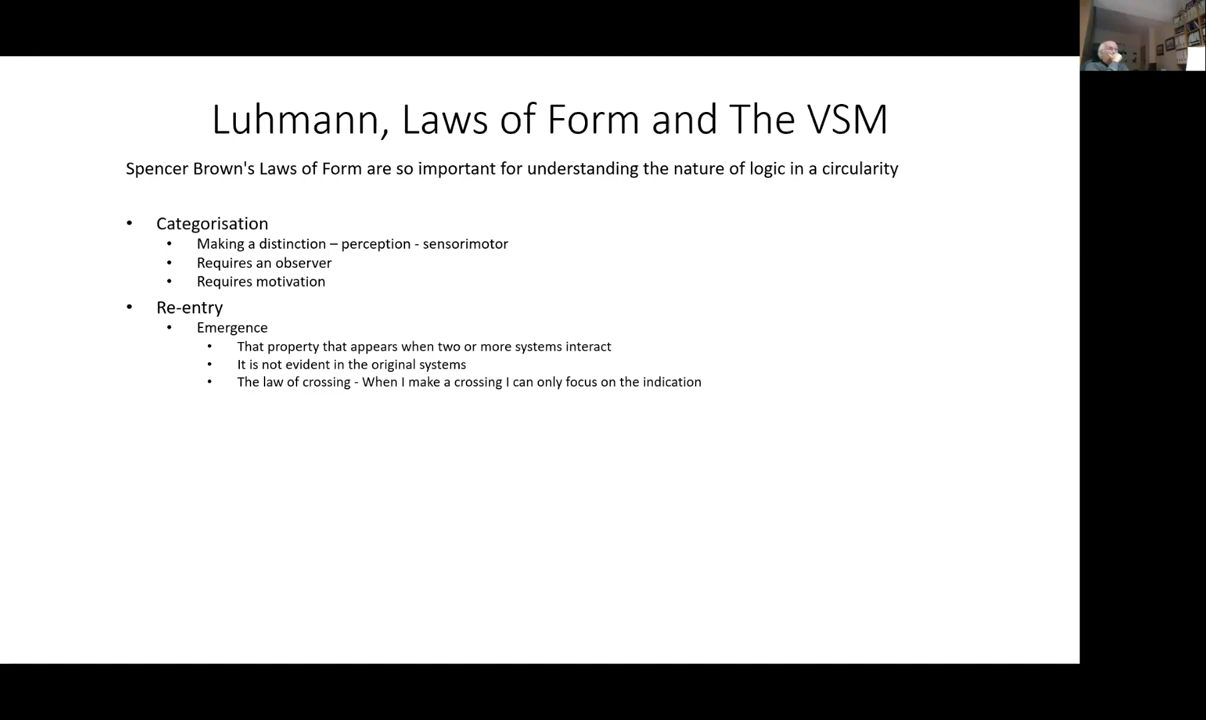 Luhmann, Laws of Form and The VSM
Spencer Brown's Laws of Form are so important for understanding the nature of logic in a circularity
• Categorisation
• Making a distinction – perception - sensorimotor
• Requires an observer
• Requires motivation
• Re-entry
• Emergence
• That property that appears when two or more systems interact
• It is not evident in the original systems
• The law of crossing - When I make a crossing I can only focus on the indication